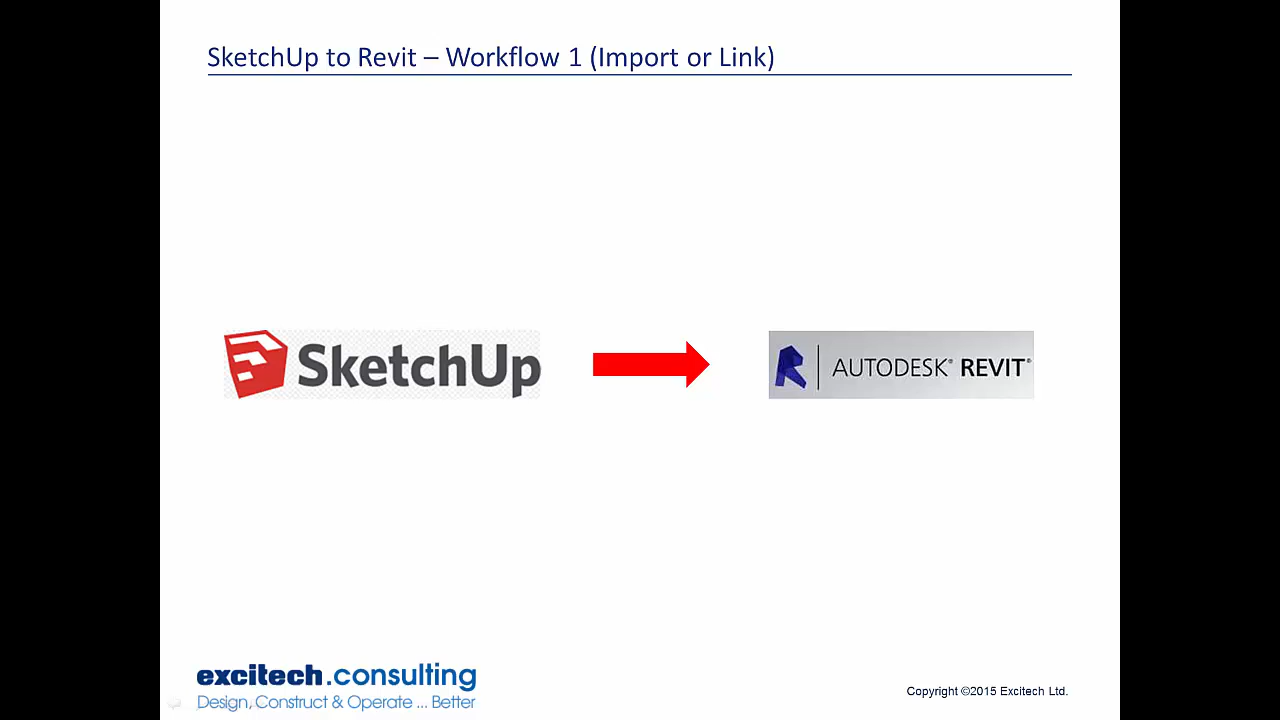 SketchUp to Revit – Workflow 1 (Import or Link)
SketchUp
AUTODESK® REVIT®
excitech.consulting
Design, Construct & Operate ... Better
Copyright ©2015 Excitech Ltd.